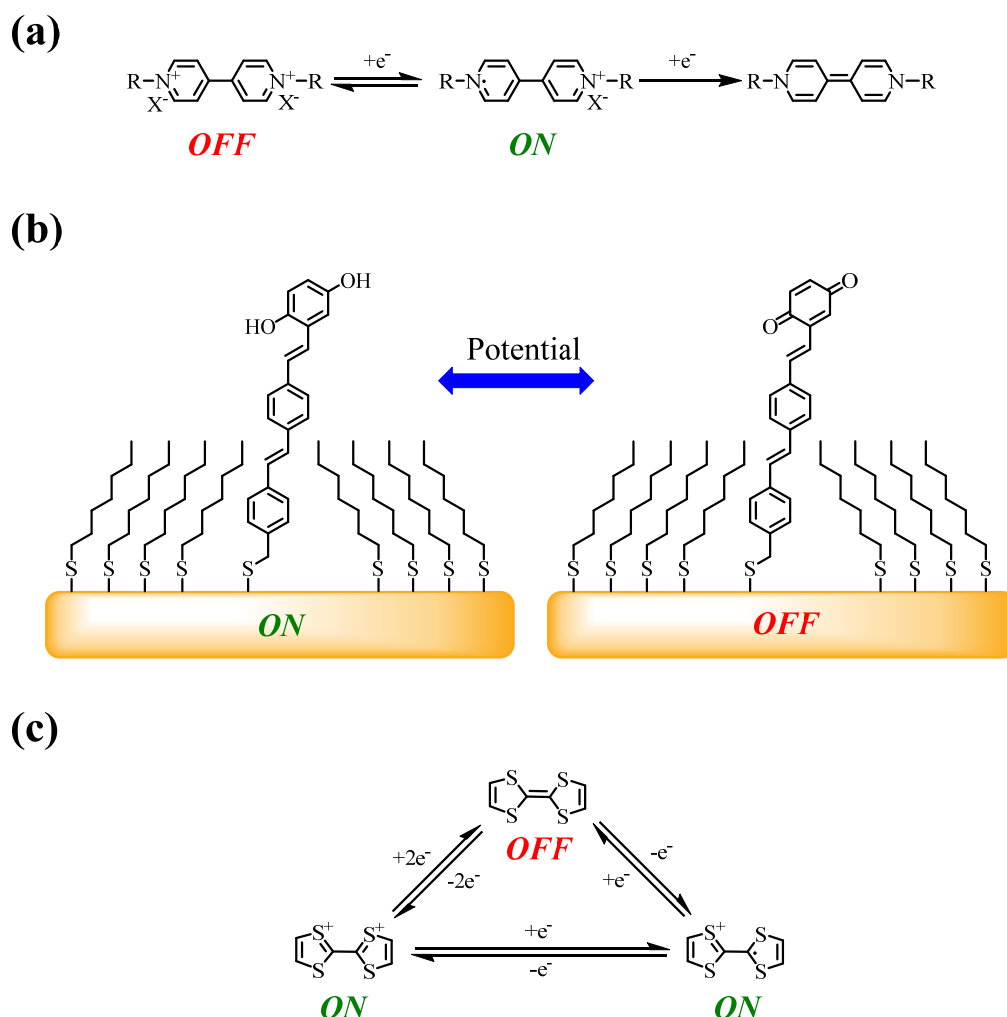 (a)
+e⁻ +e⁻
R N⁺ N⁺ R R N· N⁺ R R N N R
X⁻ X⁻ X⁻
OFF ON
(b)
OH O
HO O
Potential
S S S S S S S S S S S S S S S S S S
ON OFF
(c)
S S
S S
OFF
+2e⁻ -e⁻
-2e⁻ +e⁻
S⁺ S⁺ +e⁻ S⁺ S
S S -e⁻ S S
ON ON